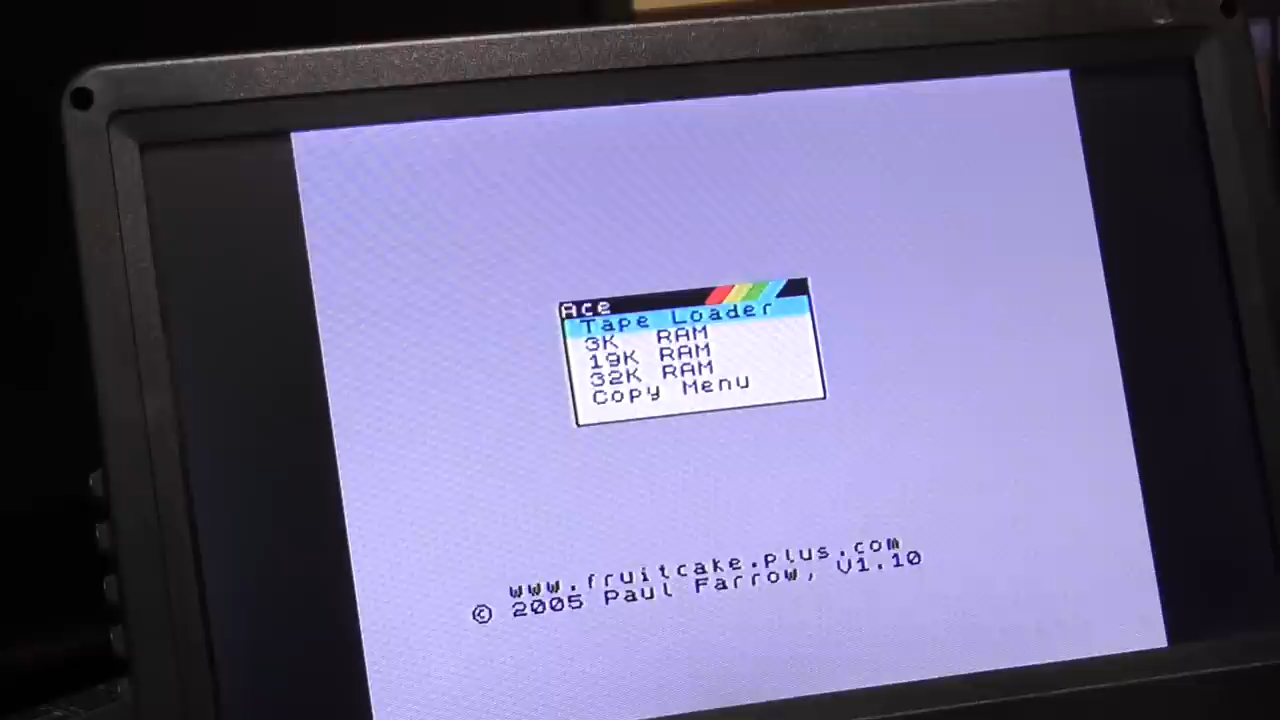 Ace
Tape Loader
3K RAM
19K RAM
32K RAM
Copy Menu
www.fruitcake.plus.com
© 2005 Paul Farrow, V1.10